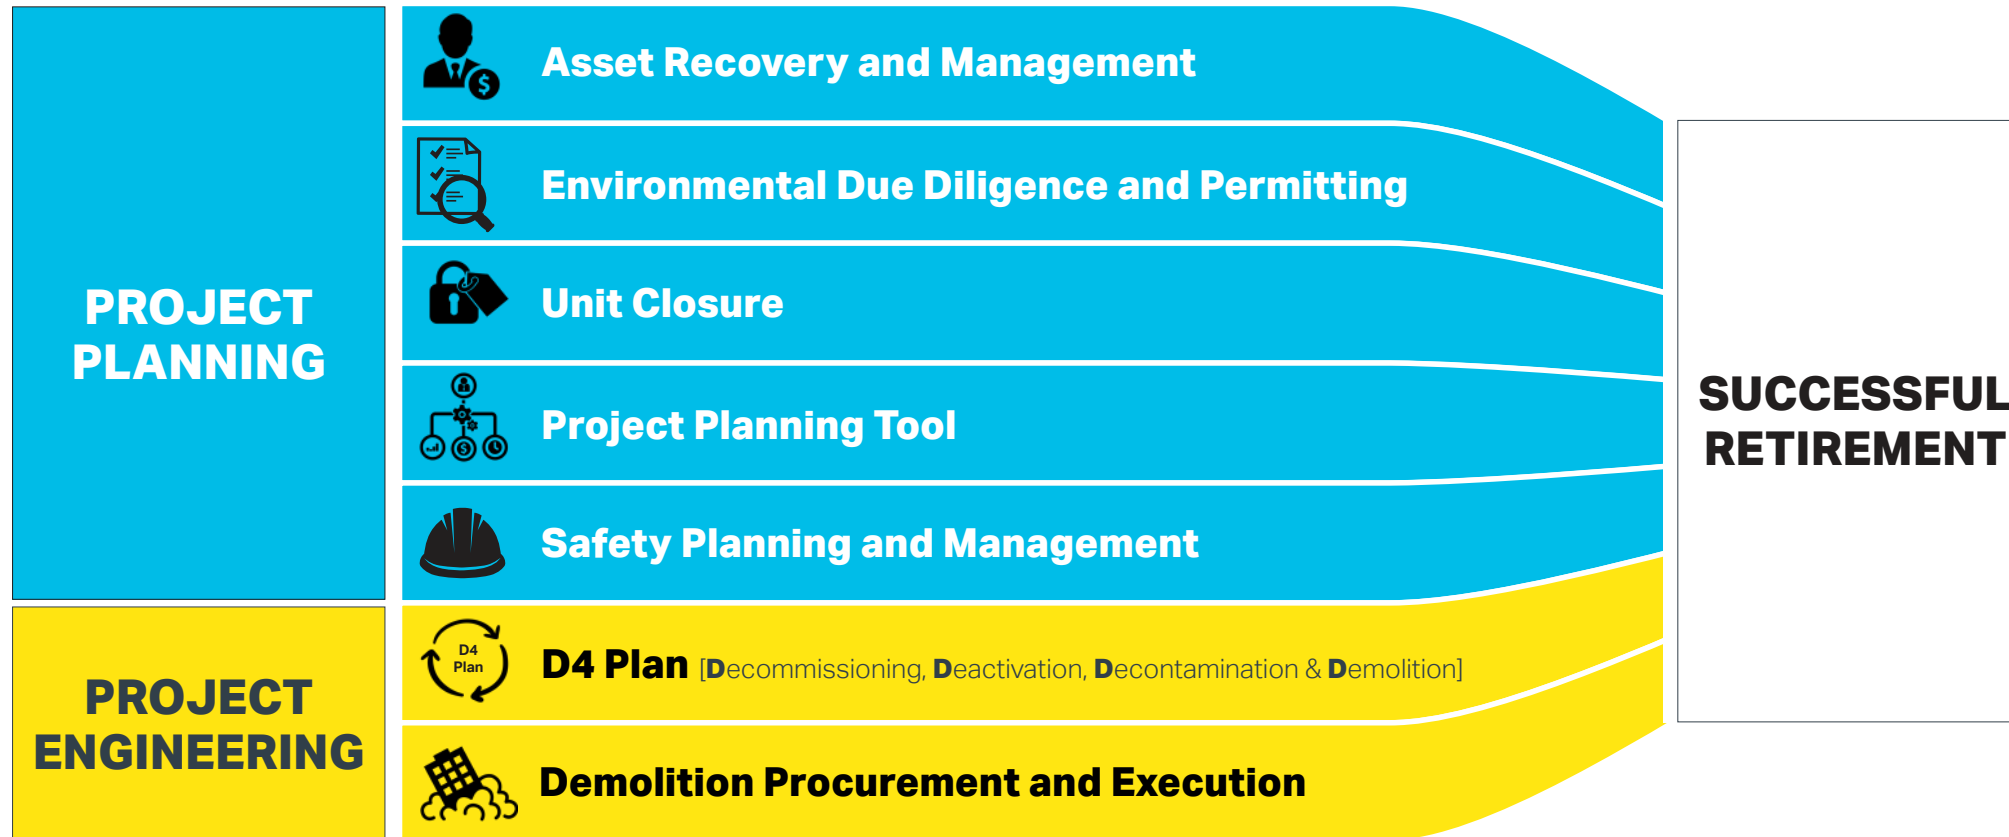 PROJECT
PLANNING
Asset Recovery and Management
Environmental Due Diligence and Permitting
Unit Closure
Project Planning Tool
Safety Planning and Management
PROJECT
ENGINEERING
D4
Plan
D4 Plan [Decommissioning, Deactivation, Decontamination & Demolition]
Demolition Procurement and Execution
SUCCESSFUL
RETIREMENT